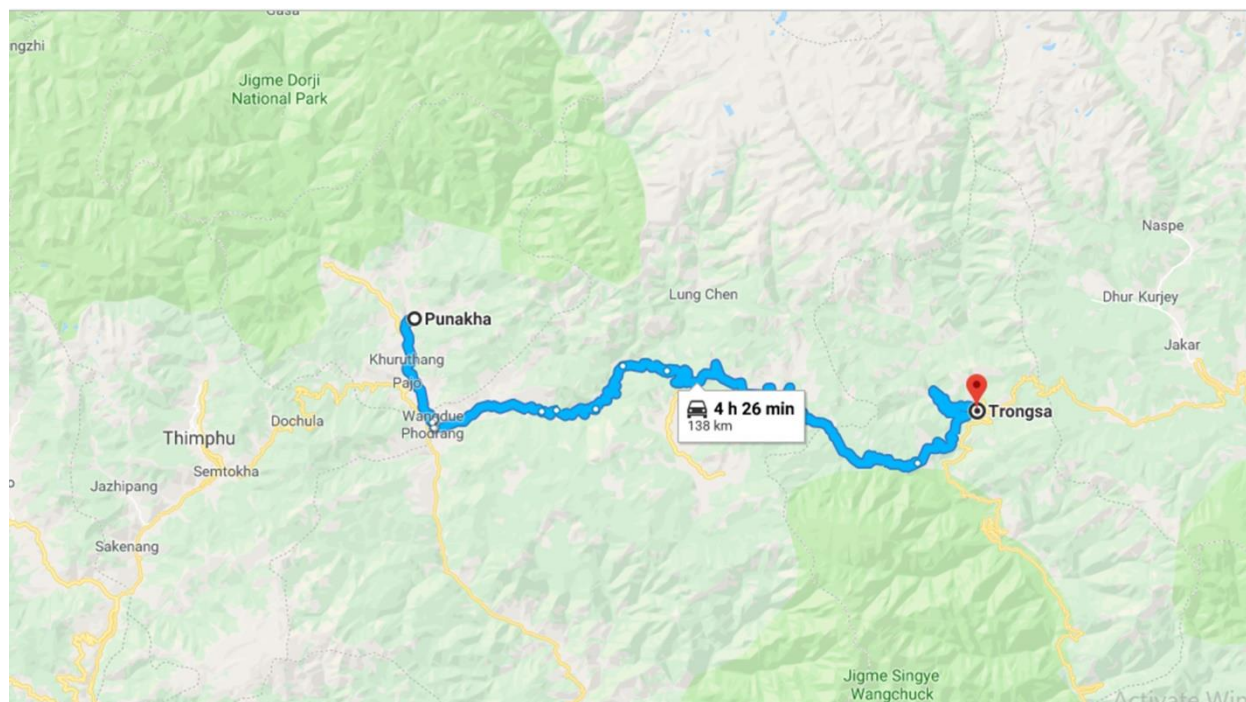 Gasa
ngzhi
Jigme Dorji
National Park
Naspe
Lung Chen
Dhur Kurjey
Punakha
Jakar
Khuruthang
Pajo
4 h 26 min
138 km
Trongsa
Wangdue
Phodrang
Dochula
Thimphu
Semtokha
Jazhipang
Sakenang
Jigme Singye
Wangchuck
Activate Win